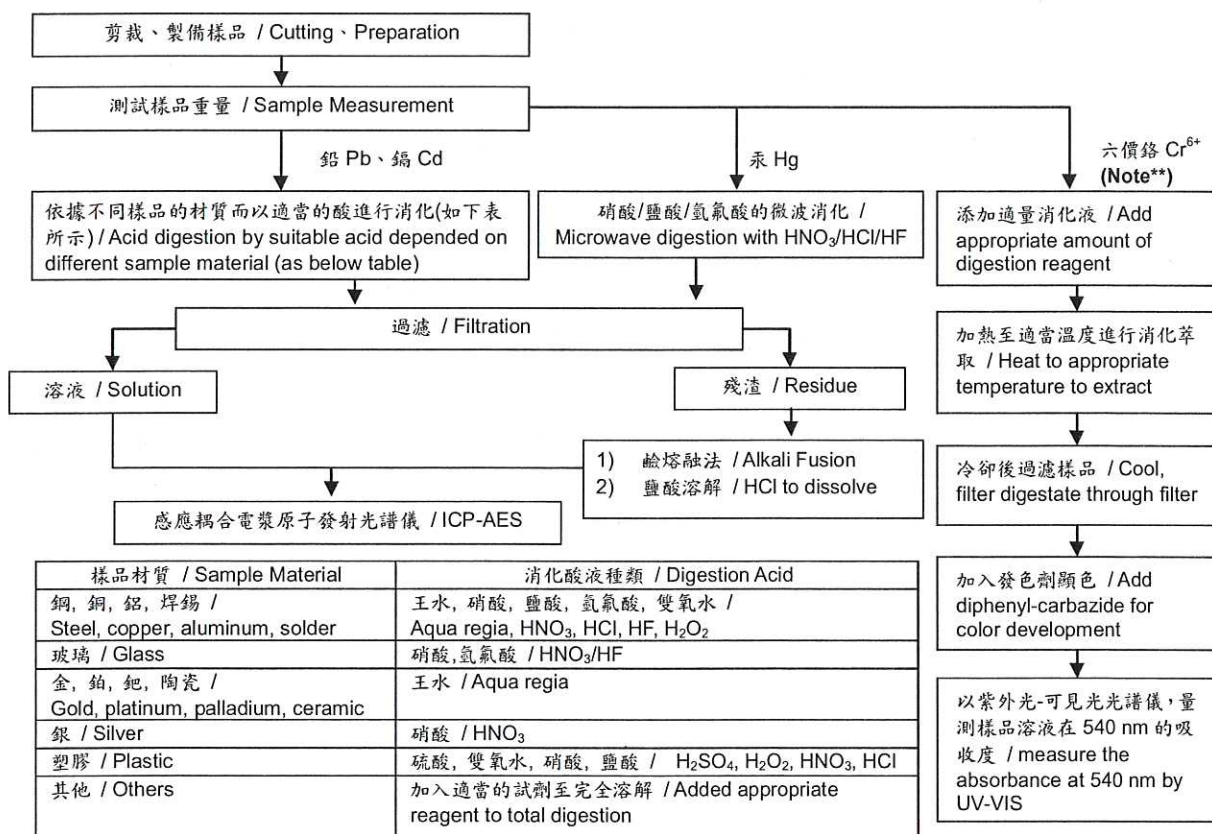 剪裁、製備樣品 / Cutting、Preparation
測試樣品重量 / Sample Measurement
鉛 Pb、鎘 Cd
汞 Hg
六價鉻 Cr⁶⁺
(Note**)
依據不同樣品的材質而以適當的酸進行消化(如下表
所示) / Acid digestion by suitable acid depended on
different sample material (as below table)
硝酸/鹽酸/氫氟酸的微波消化 /
Microwave digestion with HNO₃/HCl/HF
添加適量消化液 / Add
appropriate amount of
digestion reagent
過濾 / Filtration
加熱至適當溫度進行消化萃
取 / Heat to appropriate
temperature to extract
溶液 / Solution
殘渣 / Residue
1) 鹼熔融法 / Alkali Fusion
2) 鹽酸溶解 / HCl to dissolve
冷卻後過濾樣品 / Cool,
filter digestate through filter
感應耦合電漿原子發射光譜儀 / ICP-AES
加入發色劑顯色 / Add
diphenyl-carbazide for
color development
以紫外光-可見光光譜儀，量
測樣品溶液在 540 nm 的吸
收度 / measure the
absorbance at 540 nm by
UV-VIS
樣品材質 / Sample Material
消化酸液種類 / Digestion Acid
鋼, 銅, 鋁, 焊錫 /
Steel, copper, aluminum, solder
王水, 硝酸, 鹽酸, 氫氟酸, 雙氧水 /
Aqua regia, HNO₃, HCl, HF, H₂O₂
玻璃 / Glass
硝酸,氫氟酸 / HNO₃/HF
金, 鉑, 鈀, 陶瓷 /
Gold, platinum, palladium, ceramic
王水 / Aqua regia
銀 / Silver
硝酸 / HNO₃
塑膠 / Plastic
硫酸, 雙氧水, 硝酸, 鹽酸 / H₂SO₄, H₂O₂, HNO₃, HCl
其他 / Others
加入適當的試劑至完全溶解 / Added appropriate
reagent to total digestion